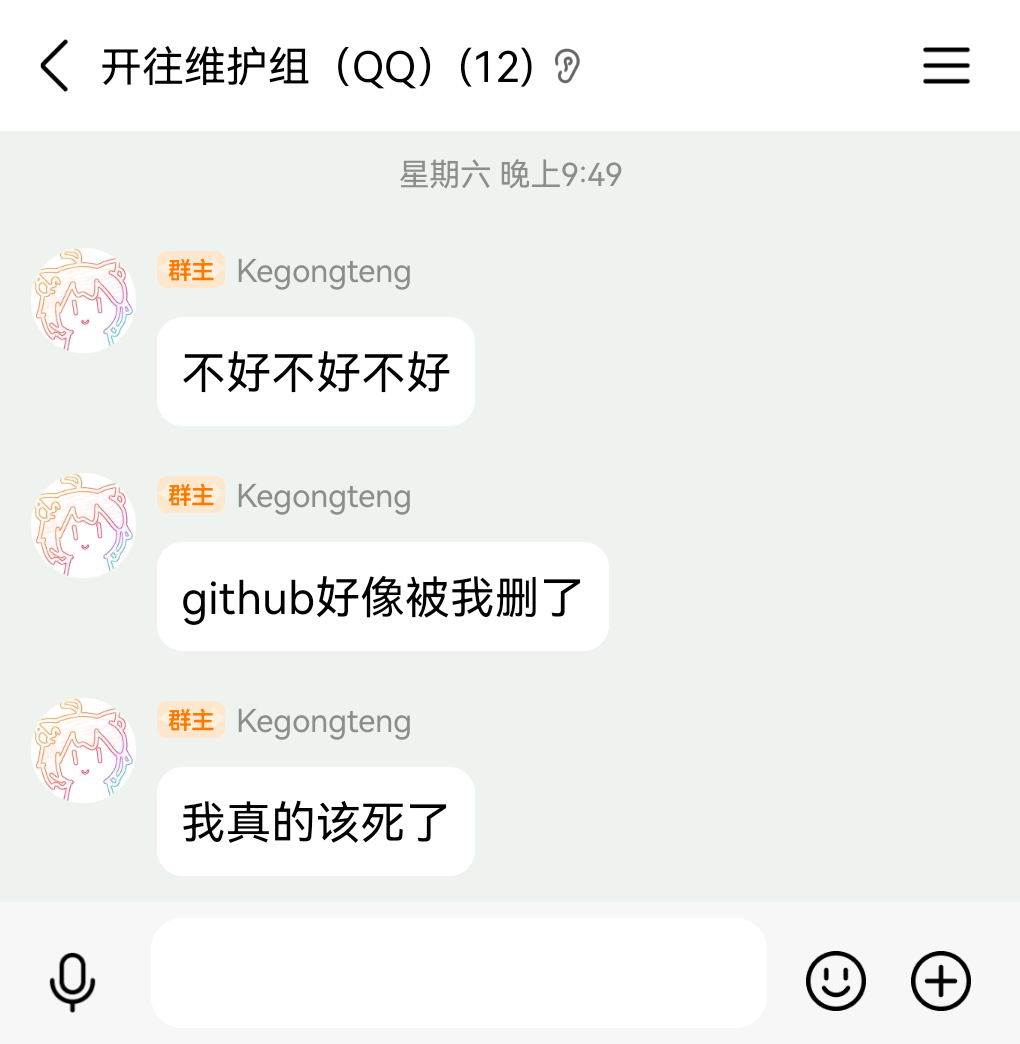 开往维护组（QQ）(12)
星期六 晚上9:49
群主 Kegongteng
不好不好不好
群主 Kegongteng
github好像被我删了
群主 Kegongteng
我真的该死了